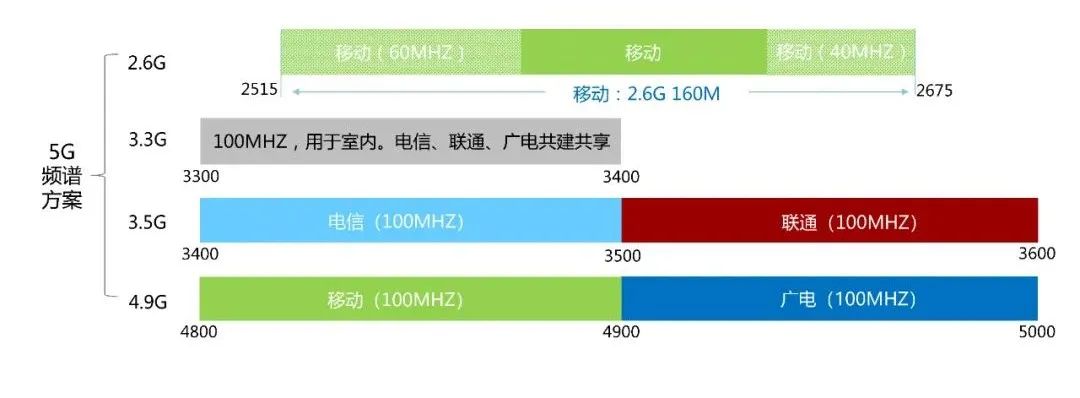 5G
频谱
方案
2.6G
移动（60MHZ）
移动
移动（40MHZ）
2515
移动：2.6G 160M
2675
3.3G
100MHZ，用于室内。电信、联通、广电共建共享
3300
3400
3.5G
电信（100MHZ）
联通（100MHZ）
3400
3500
3600
4.9G
移动（100MHZ）
广电（100MHZ）
4800
4900
5000